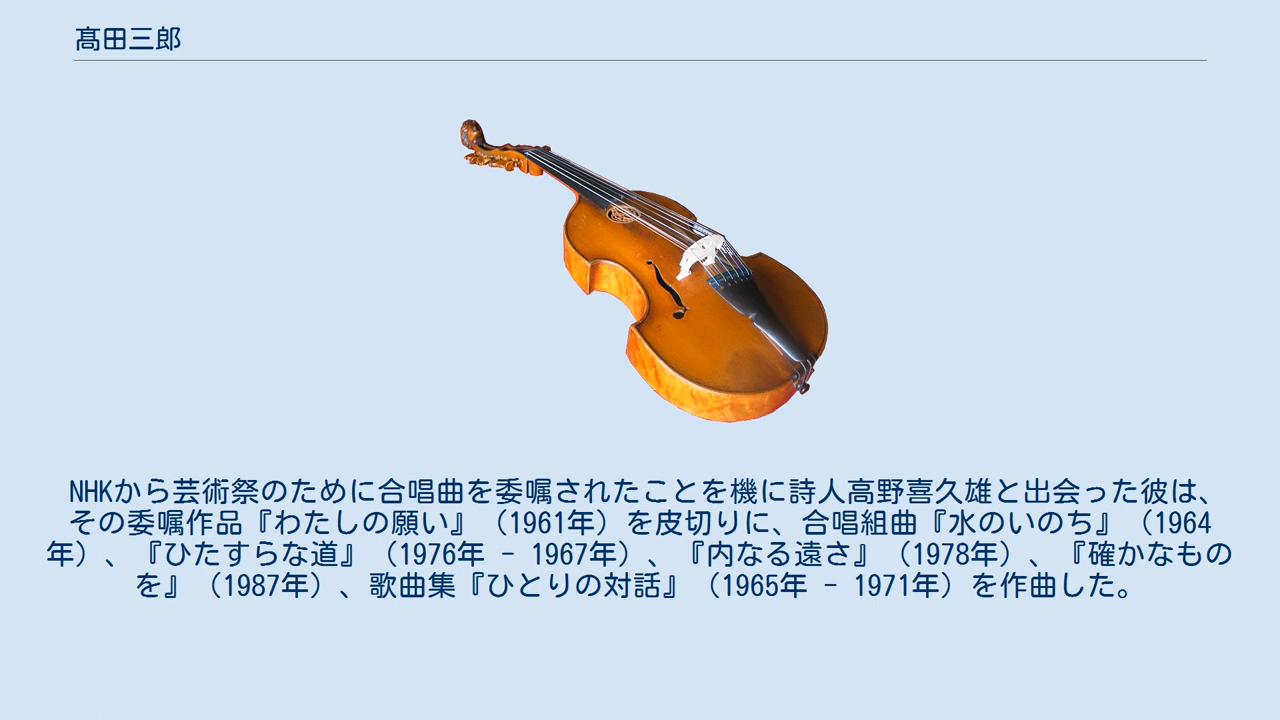 髙田三郎
NHKから芸術祭のために合唱曲を委嘱されたことを機に詩人高野喜久雄と出会った彼は、
その委嘱作品『わたしの願い』（1961年）を皮切りに、合唱組曲『水のいのち』（1964
年）、『ひたすらな道』（1976年 － 1967年）、『内なる遠さ』（1978年）、『確かなもの
を』（1987年）、歌曲集『ひとりの対話』（1965年 － 1971年）を作曲した。